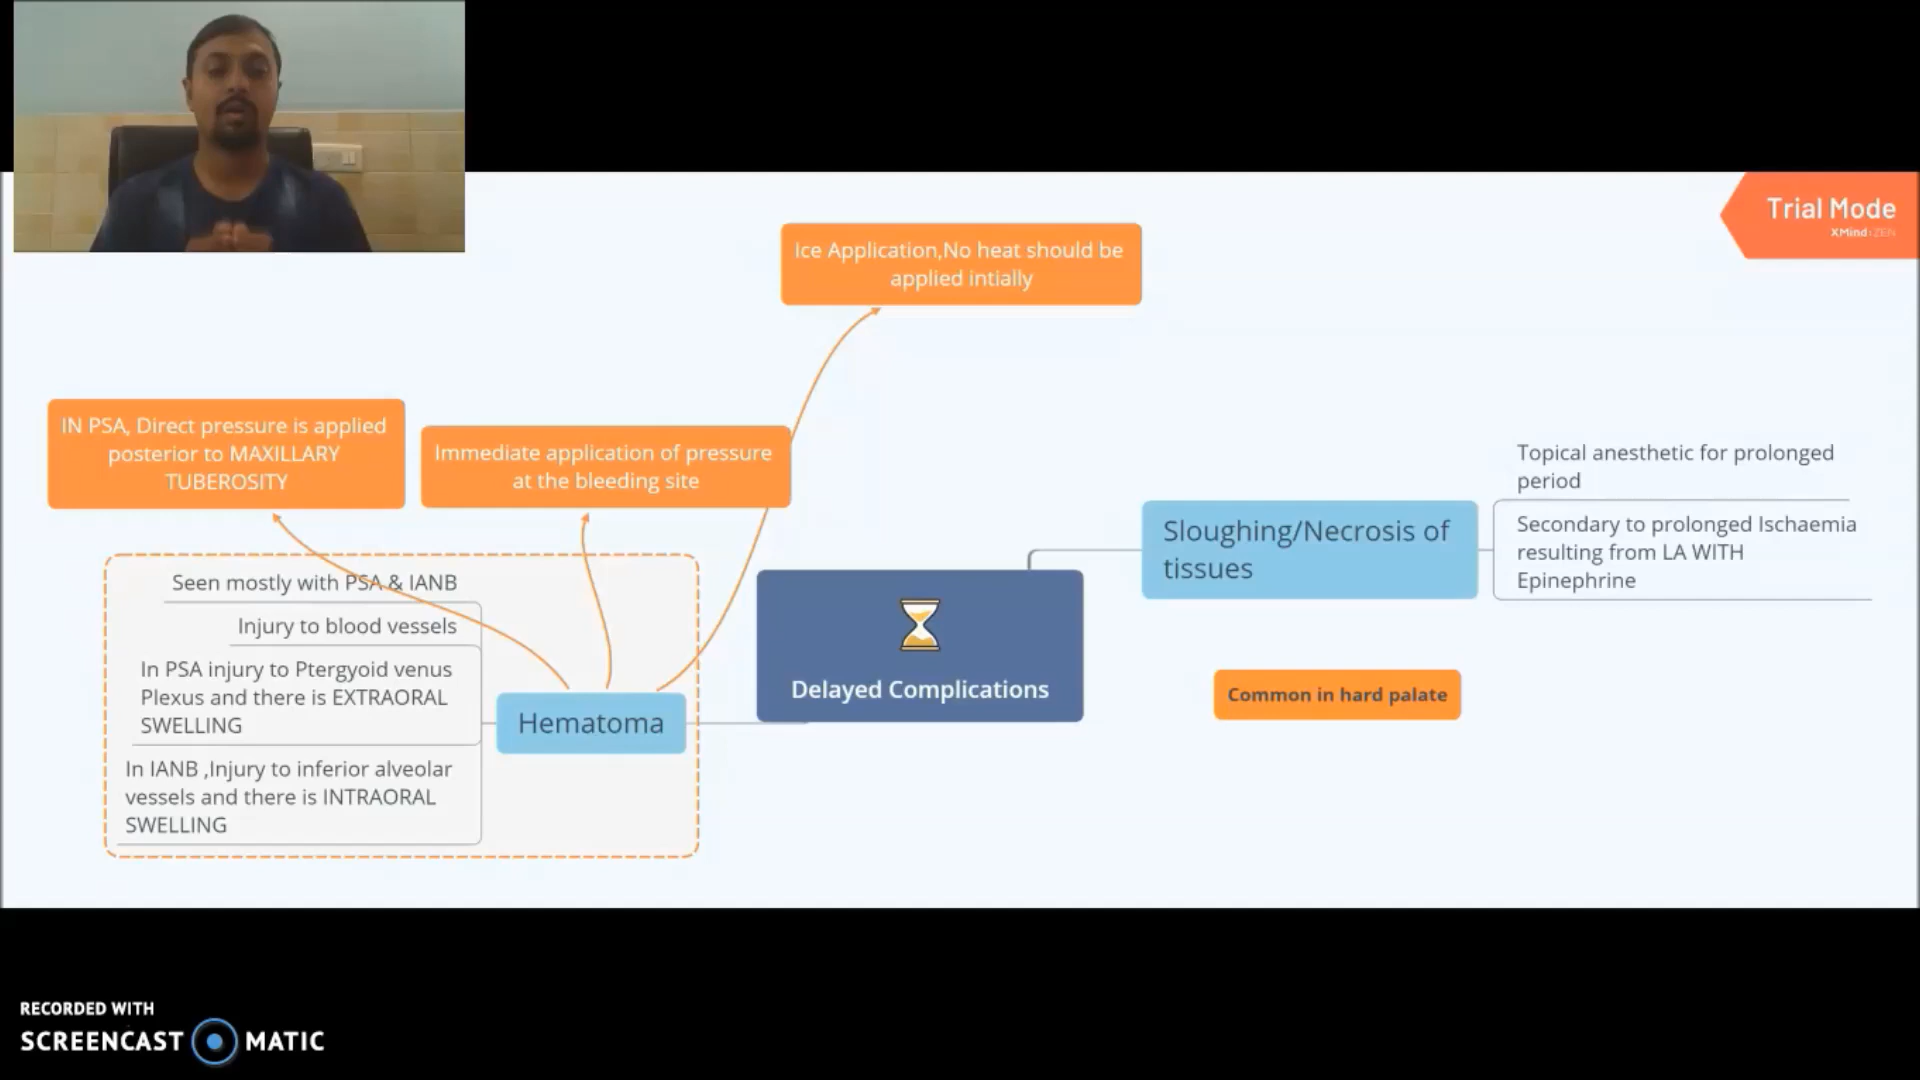 Trial Mode
XMind:ZEN
Ice Application,No heat should be
applied intially
IN PSA, Direct pressure is applied
posterior to MAXILLARY
TUBEROSITY
Immediate application of pressure
at the bleeding site
Seen mostly with PSA & IANB
Injury to blood vessels
In PSA injury to Ptergyoid venus
Plexus and there is EXTRAORAL
SWELLING
In IANB ,Injury to inferior alveolar
vessels and there is INTRAORAL
SWELLING
Hematoma
Delayed Complications
Sloughing/Necrosis of
tissues
Topical anesthetic for prolonged
period
Secondary to prolonged Ischaemia
resulting from LA WITH
Epinephrine
Common in hard palate
RECORDED WITH
SCREENCAST MATIC